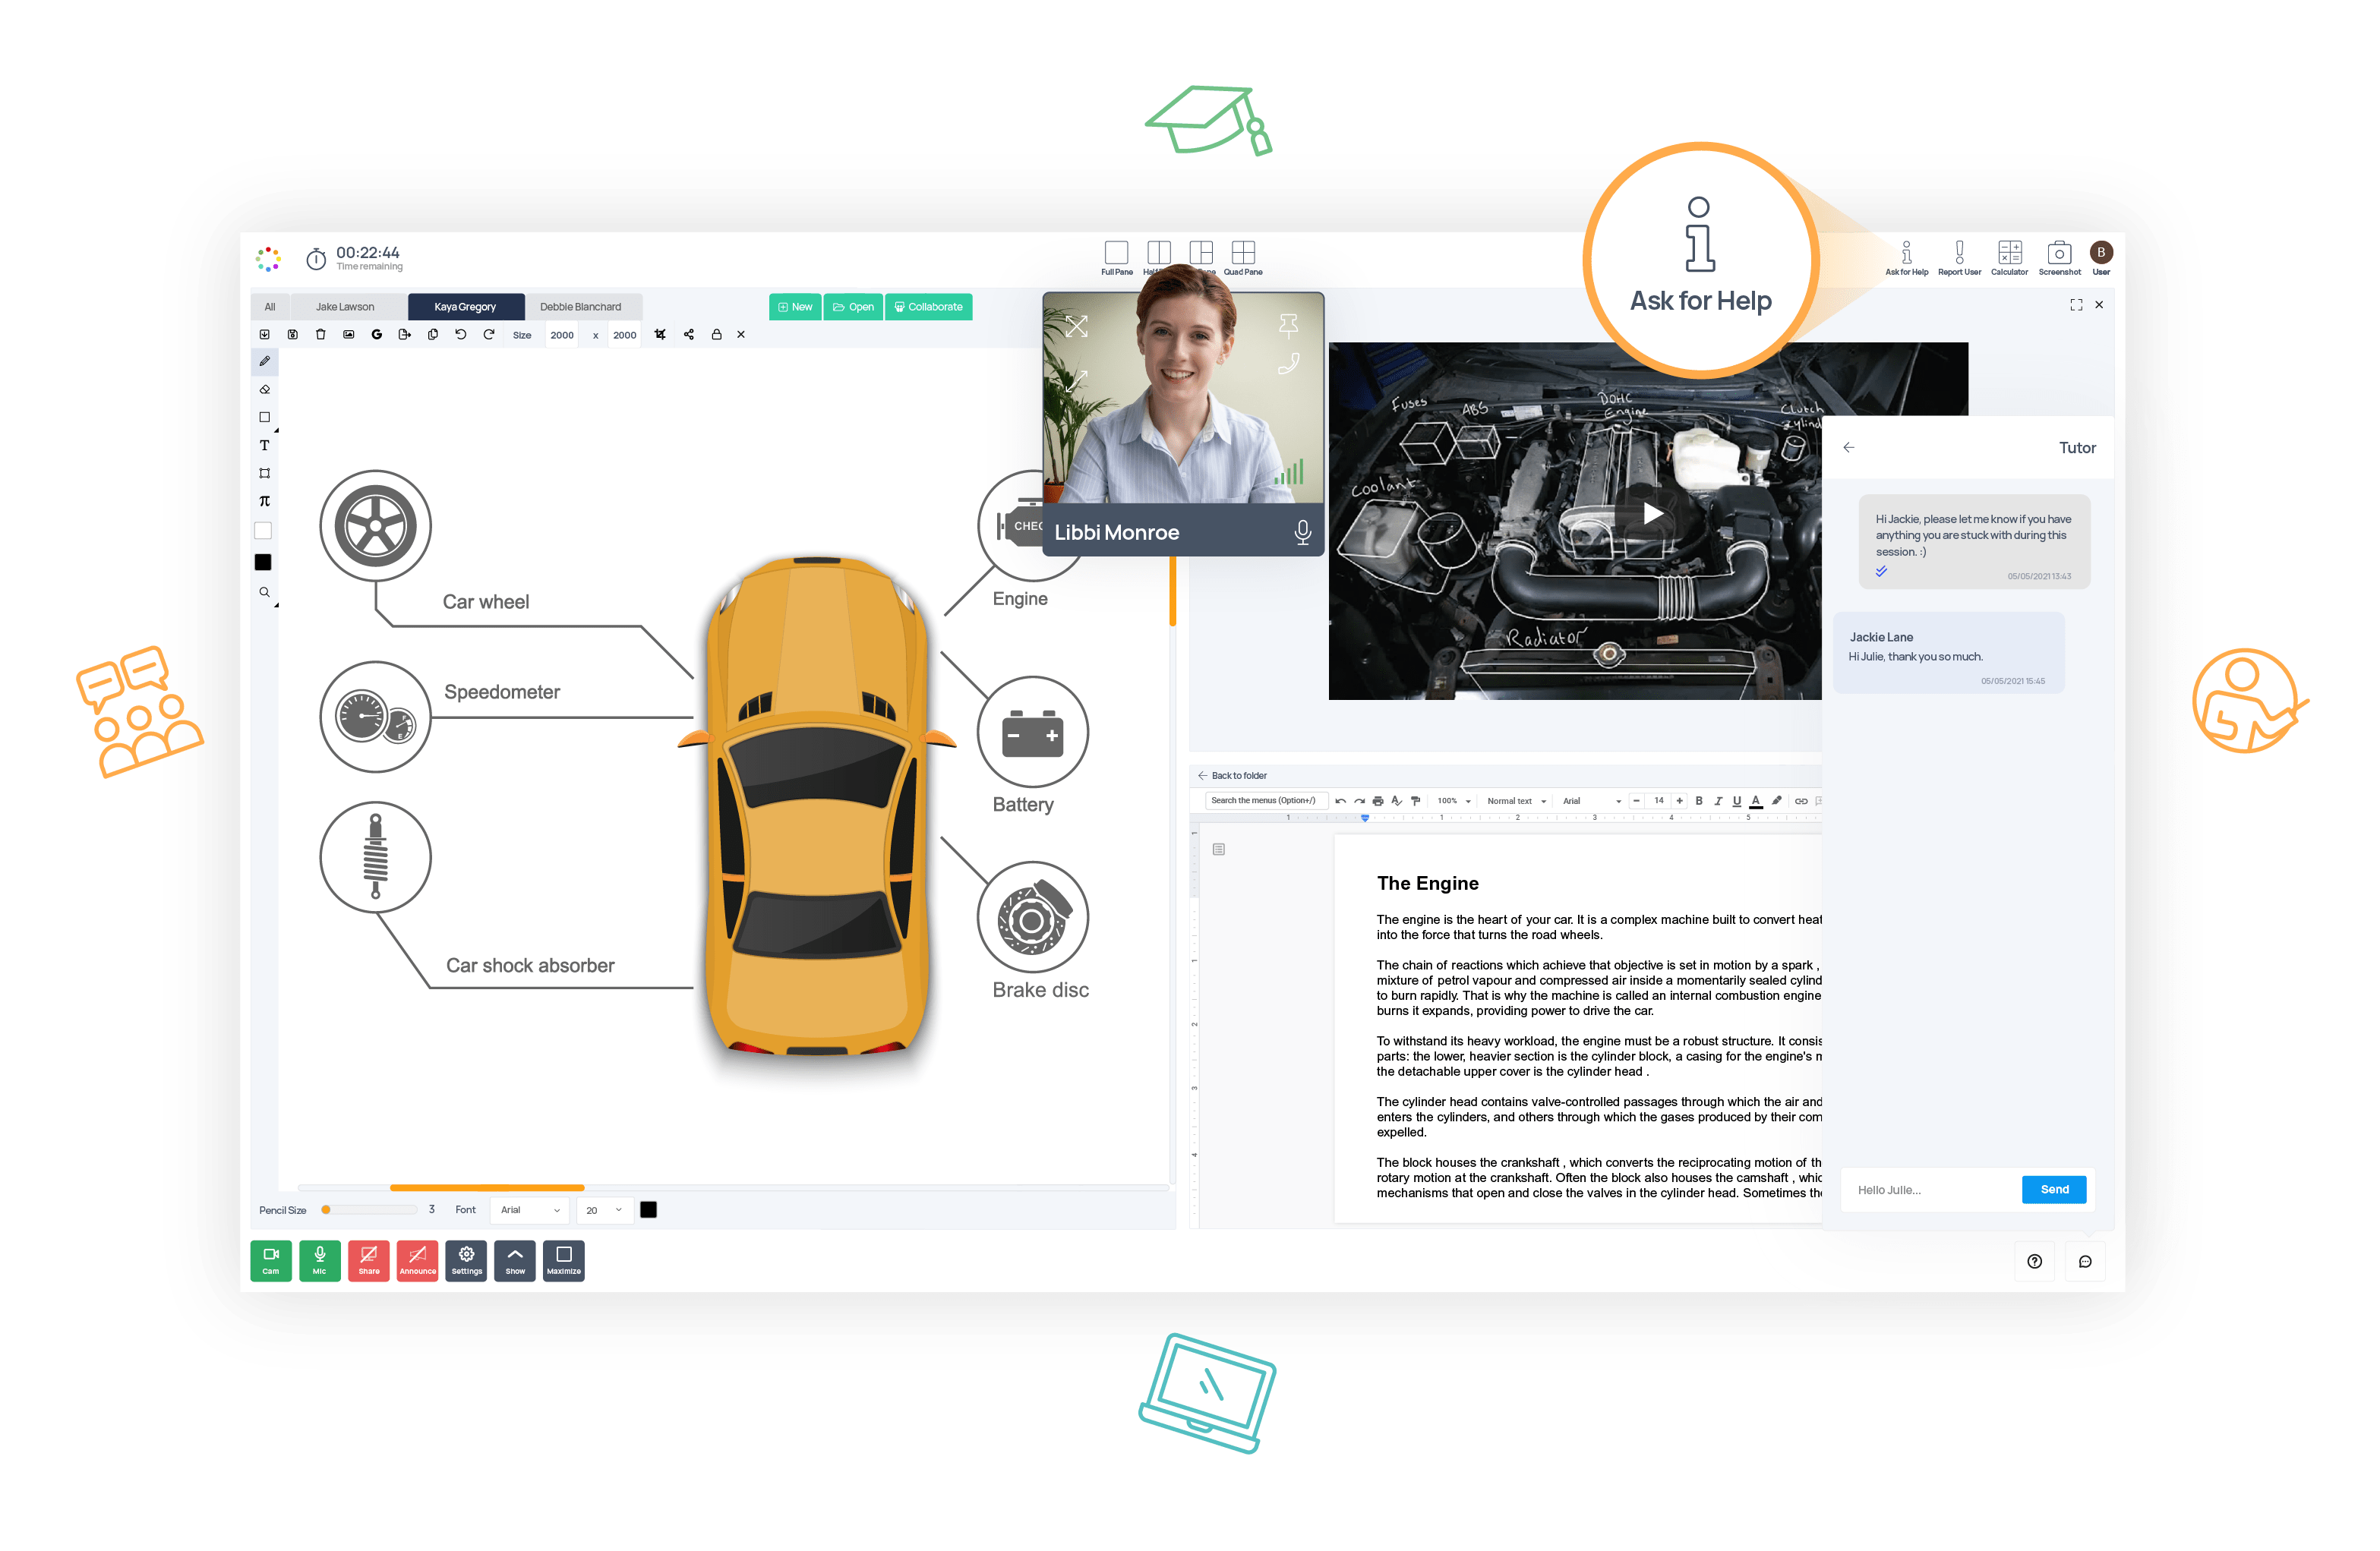 00:22:44
Time remaining
Full Pane
Quad Pane
Ask for Help
Ask for Help
Report User
Calculator
Screenshot
B
User
All
Jake Lawson
Kaya Gregory
Debbie Blanchard
New
Open
Collaborate
Size 2000 x 2000
T
π
Car wheel
Speedometer
Car shock absorber
Engine
Battery
Brake disc
Libbi Monroe
Fuses
ABS
DOHC
Engine
Clutch
Coolant
Radiator
Tutor
Hi Jackie, please let me know if you have
anything you are stuck with during this
session. :)
05/05/2021 13:43
Jackie Lane
Hi Julie, thank you so much.
05/05/2021 15:45
Hello Julie...
Send
Back to folder
Search the menus (Option+/)
100%
Normal text
Arial
14
B I U A
1 1 2 3 4 5
1
1
2
3
4
The Engine
The engine is the heart of your car. It is a complex machine built to convert heat
into the force that turns the road wheels.
The chain of reactions which achieve that objective is set in motion by a spark ,
mixture of petrol vapour and compressed air inside a momentarily sealed
to burn rapidly. That is why the machine is called an internal combustion engine
burns it expands, providing power to drive the car.
To withstand its heavy workload, the engine must be a robust structure. It
parts: the lower, heavier section is the cylinder block, a casing for the engine's
the detachable upper cover is the cylinder head .
The cylinder head contains valve-controlled passages through which the air and
enters the cylinders, and others through which the gases produced by their
expelled.
The block houses the crankshaft , which converts the reciprocating motion of
rotary motion at the crankshaft. Often the block also houses the camshaft ,
mechanisms that open and close the valves in the cylinder head. Sometimes
Pencil Size
3
Font
Arial
20
Cam
Mic
Share
Announce
Settings
Show
Maximize